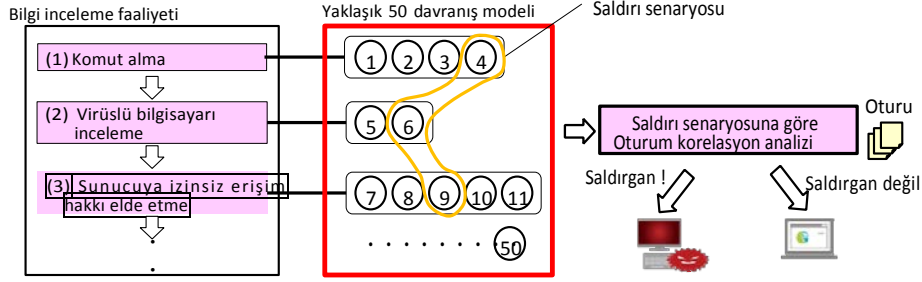 Bilgi inceleme faaliyeti
Yaklaşık 50 davranış modeli
Saldırı senaryosu
(1) Komut alma
1 2 3 4
(2) Virüslü bilgisayarı
inceleme
5 6
(3) Sunucuya izinsiz erişim
hakkı elde etme
7 8 9 10 11
. . . . . . . . 50
.
.
Saldırı senaryosuna göre
Oturum korelasyon analizi
Oturu
Saldırgan !
Saldırgan değil